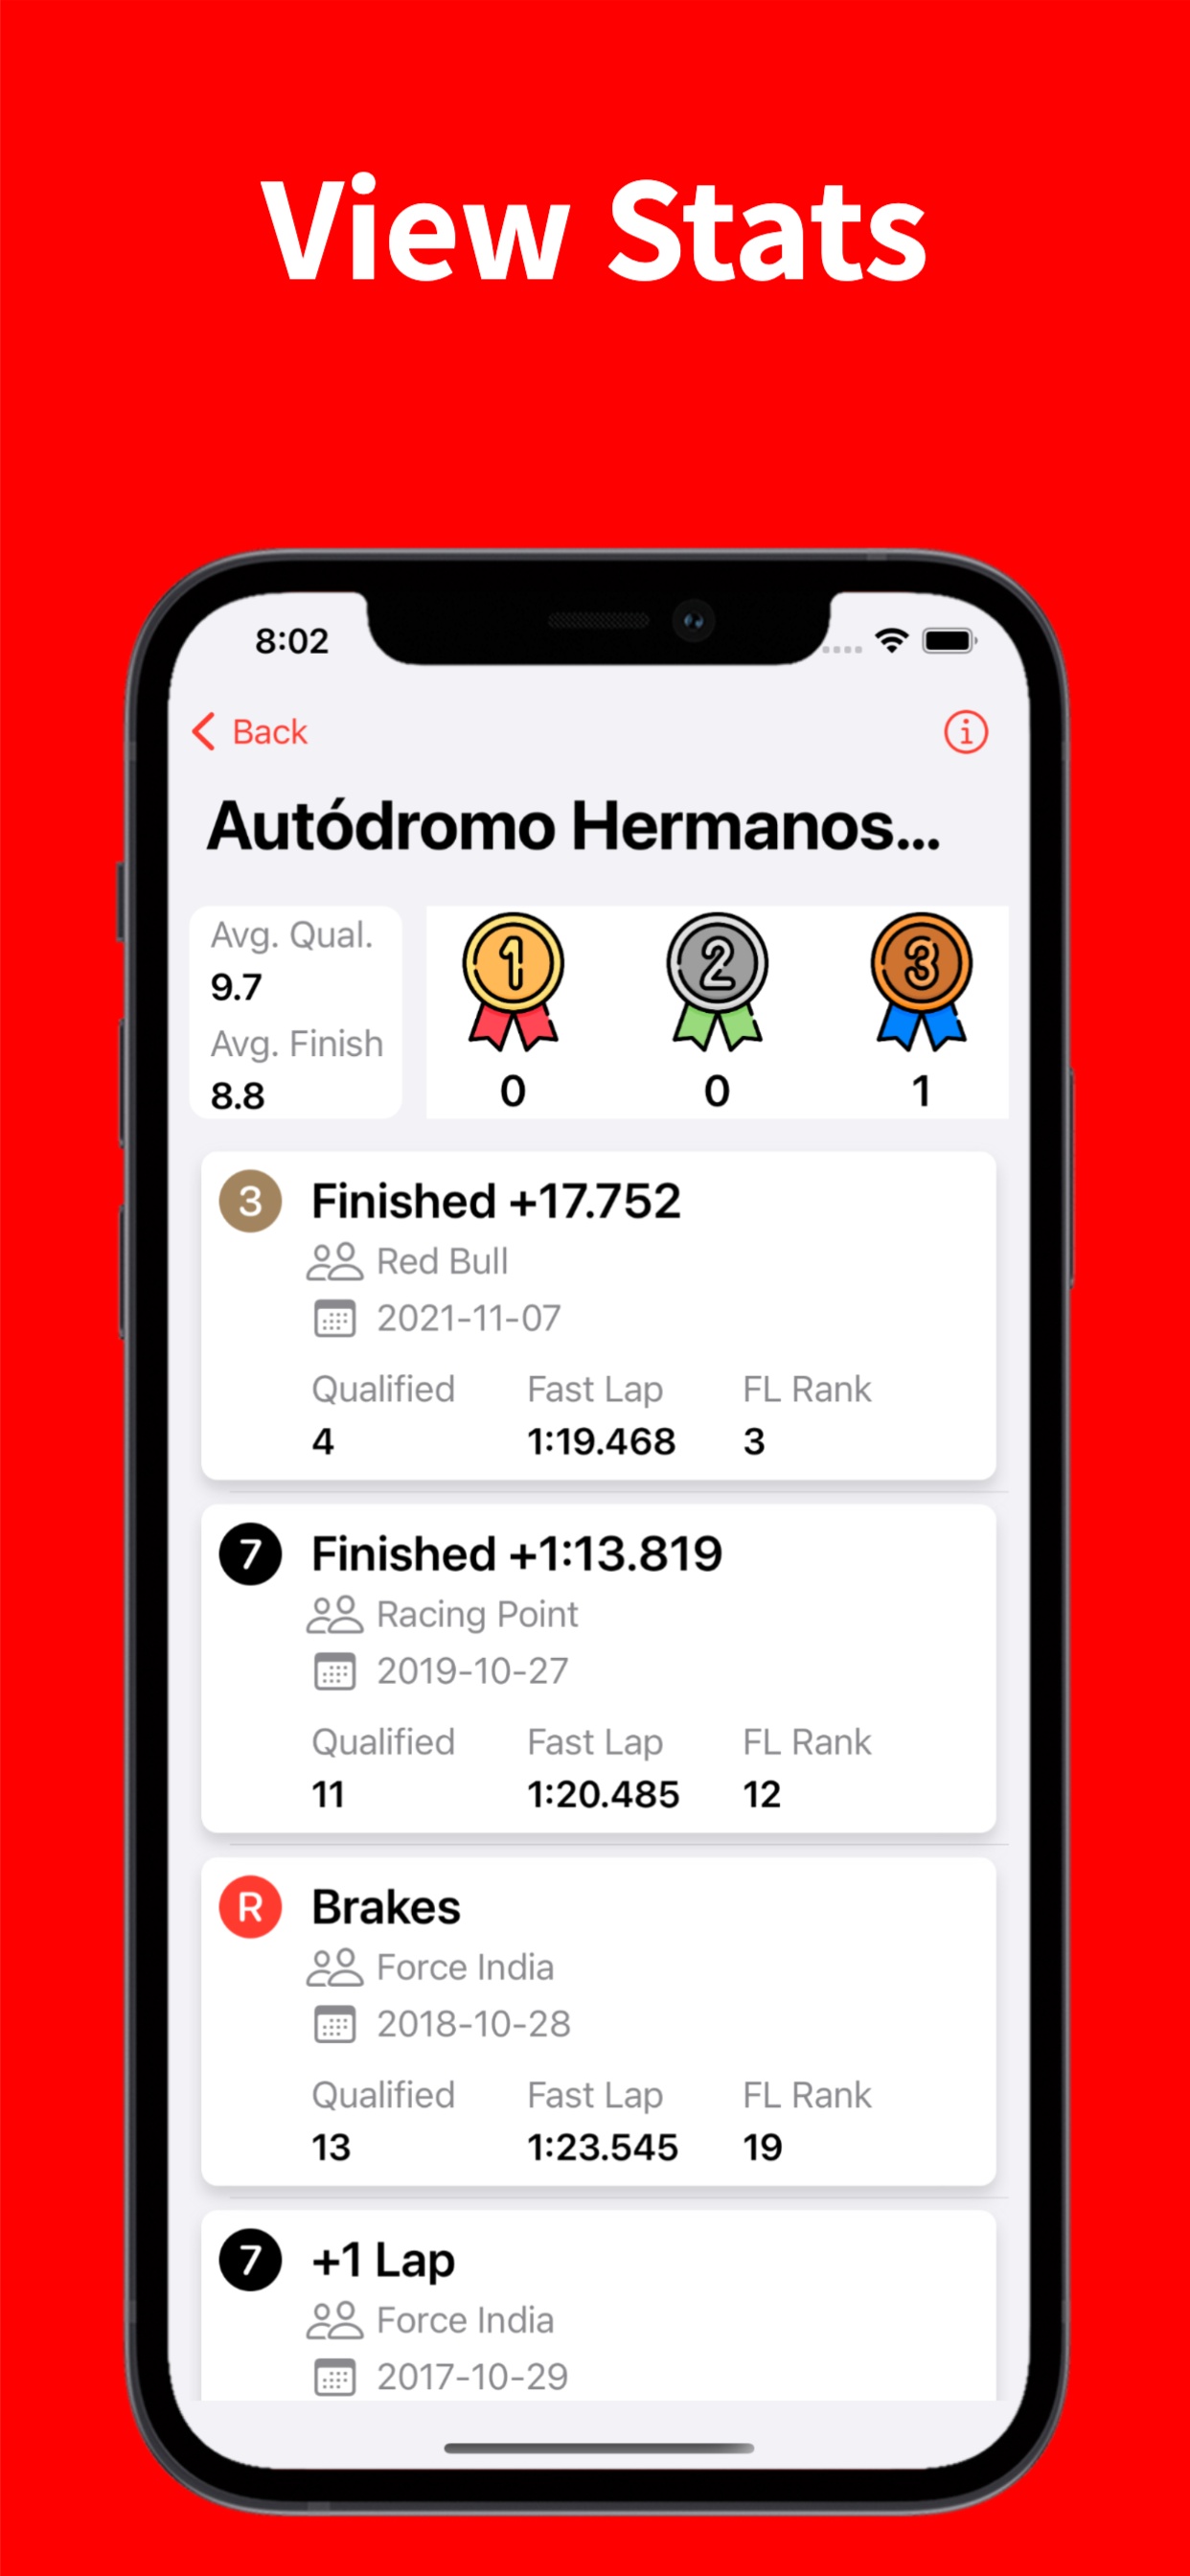 View Stats
8:02
Back
Autódromo Hermanos...
Avg. Qual.
9.7
Avg. Finish
8.8
1 2 3
0 0 1
3 Finished +17.752
Red Bull
2021-11-07
Qualified Fast Lap FL Rank
4 1:19.468 3
7 Finished +1:13.819
Racing Point
2019-10-27
Qualified Fast Lap FL Rank
11 1:20.485 12
R Brakes
Force India
2018-10-28
Qualified Fast Lap FL Rank
13 1:23.545 19
7 +1 Lap
Force India
2017-10-29